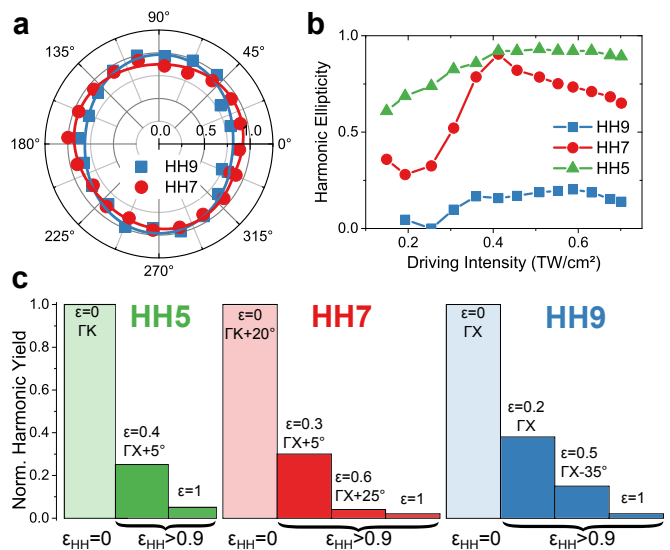 a
90°
135°
45°
180°
0.0
0.5
1.0
0°
HH9
HH7
225°
315°
270°
b
1.0
0.5
0.0
Harmonic Ellipticity
HH9
HH7
HH5
0.2
0.4
0.6
Driving Intensity (TW/cm²)
c
Norm. Harmonic Yield
1.0
0.8
0.6
0.4
0.2
0.0
HH5
HH7
HH9
ε=0
ΓK
ε=0.4
ΓX+5°
ε=1
ε=0
ΓK+20°
ε=0.3
ΓX+5°
ε=0.6
ΓX+25°
ε=1
ε=0
ΓX
ε=0.2
ΓX
ε=0.5
ΓX-35°
ε=1
εHH=0
εHH>0.9
εHH=0
εHH>0.9
εHH=0
εHH>0.9